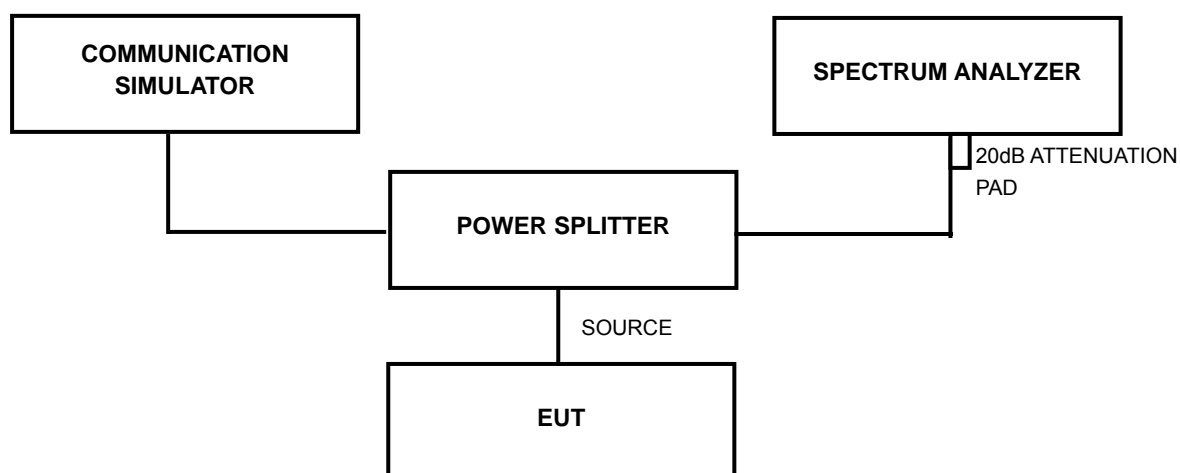 COMMUNICATION
SIMULATOR
SPECTRUM ANALYZER
20dB ATTENUATION
PAD
POWER SPLITTER
SOURCE
EUT